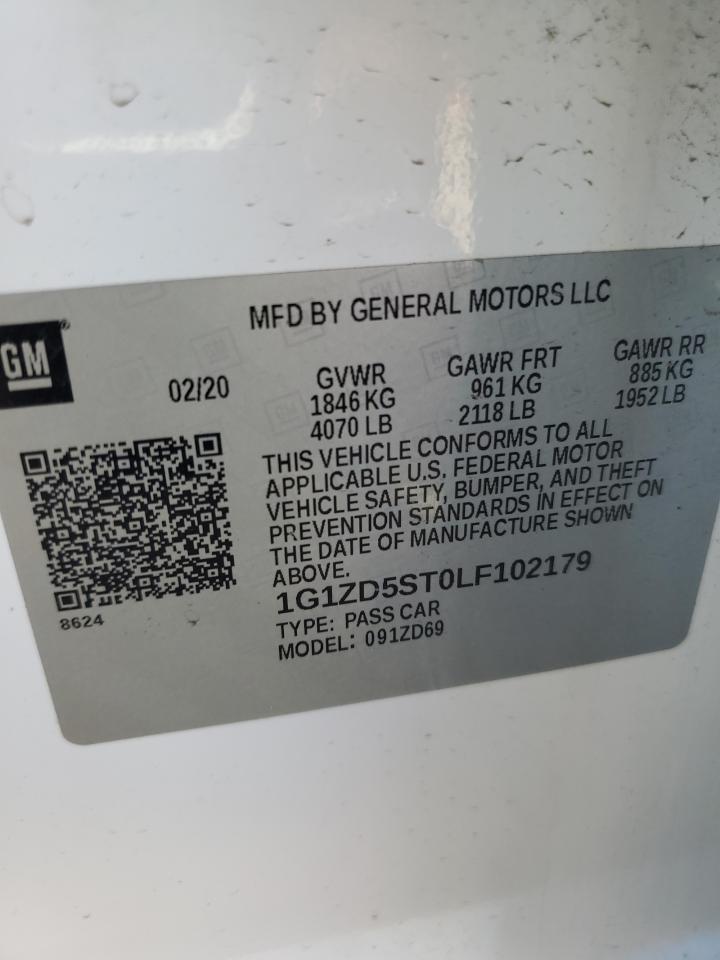 MFD BY GENERAL MOTORS LLC
GM
®
02/20
GVWR
1846 KG
4070 LB
GAWR FRT
961 KG
2118 LB
GAWR RR
885 KG
1952 LB
THIS VEHICLE CONFORMS TO ALL
APPLICABLE U.S. FEDERAL MOTOR
VEHICLE SAFETY, BUMPER, AND THEFT
PREVENTION STANDARDS IN EFFECT ON
THE DATE OF MANUFACTURE SHOWN
ABOVE.
1G1ZD5ST0LF102179
TYPE: PASS CAR
MODEL: 091ZD69
8624